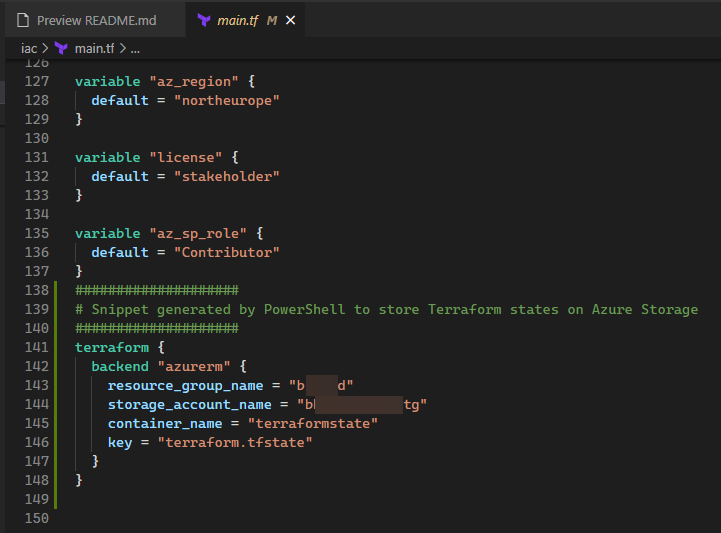 Preview README.md
main.tf M ×
iac > main.tf > ...
126
127 variable "az_region" {
128 default = "northeurope"
129 }
130
131 variable "license" {
132 default = "stakeholder"
133 }
134
135 variable "az_sp_role" {
136 default = "Contributor"
137 }
138 ####################
139 # Snippet generated by PowerShell to store Terraform states on Azure Storage
140 ####################
141 terraform {
142 backend "azurerm" {
143 resource_group_name = "b d"
144 storage_account_name = "b tg"
145 container_name = "terraformstate"
146 key = "terraform.tfstate"
147 }
148 }
149
150